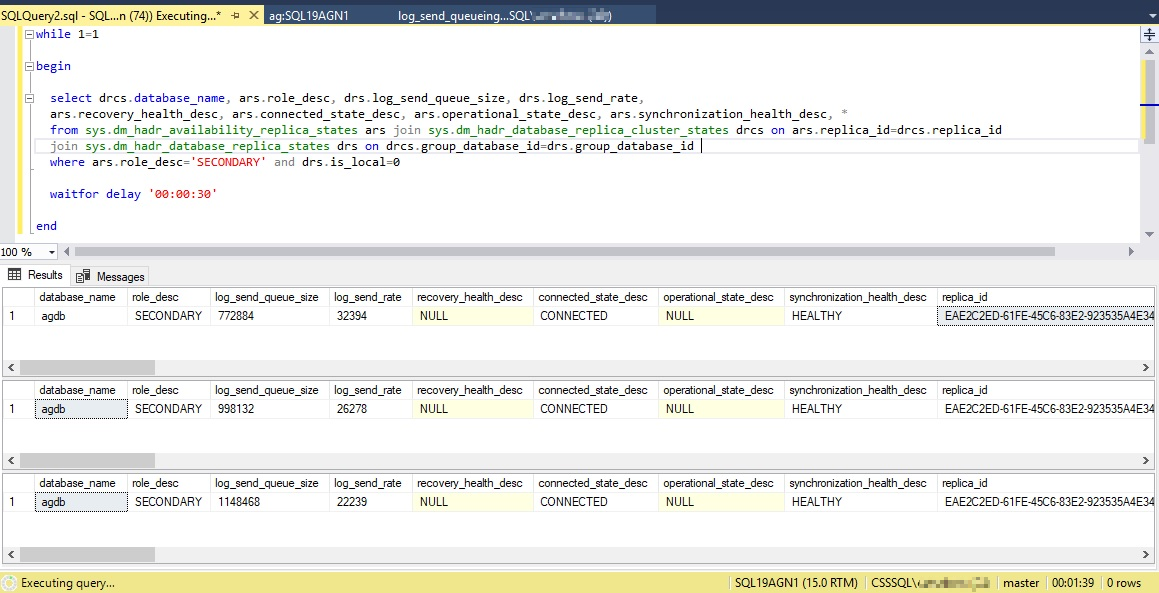 SQLQuery2.sql - SQL...n (74)) Executing...* ag:SQL19AGN1 log_send_queueing...SQL\
while 1=1
begin
select drcs.database_name, ars.role_desc, drs.log_send_queue_size, drs.log_send_rate,
ars.recovery_health_desc, ars.connected_state_desc, ars.operational_state_desc, ars.synchronization_health_desc, *
from sys.dm_hadr_availability_replica_states ars join sys.dm_hadr_database_replica_cluster_states drcs on ars.replica_id=drcs.replica_id
join sys.dm_hadr_database_replica_states drs on drcs.group_database_id=drs.group_database_id
where ars.role_desc='SECONDARY' and drs.is_local=0
waitfor delay '00:00:30'
end
100 %
Results Messages
database_name role_desc log_send_queue_size log_send_rate recovery_health_desc connected_state_desc operational_state_desc synchronization_health_desc replica_id
1 agdb SECONDARY 772884 32394 NULL CONNECTED NULL HEALTHY EAE2C2ED-61FE-45C6-83E2-923535A4E34
database_name role_desc log_send_queue_size log_send_rate recovery_health_desc connected_state_desc operational_state_desc synchronization_health_desc replica_id
1 agdb SECONDARY 998132 26278 NULL CONNECTED NULL HEALTHY EAE2C2ED-61FE-45C6-83E2-923535A4E34
database_name role_desc log_send_queue_size log_send_rate recovery_health_desc connected_state_desc operational_state_desc synchronization_health_desc replica_id
1 agdb SECONDARY 1148468 22239 NULL CONNECTED NULL HEALTHY EAE2C2ED-61FE-45C6-83E2-923535A4E34
Executing query... SQL19AGN1 (15.0 RTM) CSSSQL\ master 00:01:39 0 rows